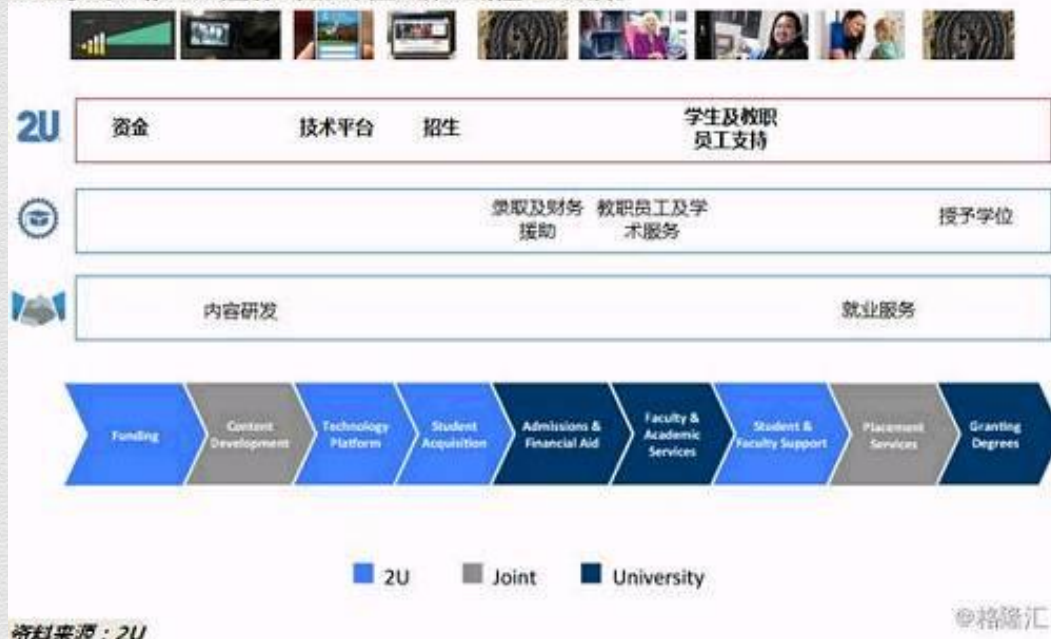 2U
资金
技术平台
招生
学生及教职
员工支持
录取及财务
援助
教职员工及学
术服务
授予学位
内容研发
就业服务
Funding
Content
Development
Technology
Platform
Student
Acquisition
Admissions &
Financial Aid
Faculty &
Academic
Services
Student &
Faculty Support
Placement
Services
Granting
Degrees
2U
Joint
University
资料来源：2U
@格隆汇